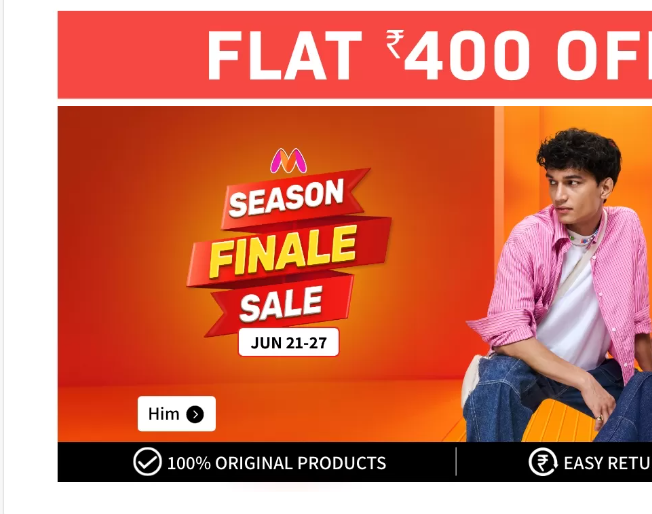 FLAT ₹400 OF
SEASON
FINALE
SALE
JUN 21-27
Him
100% ORIGINAL PRODUCTS
EASY RETU